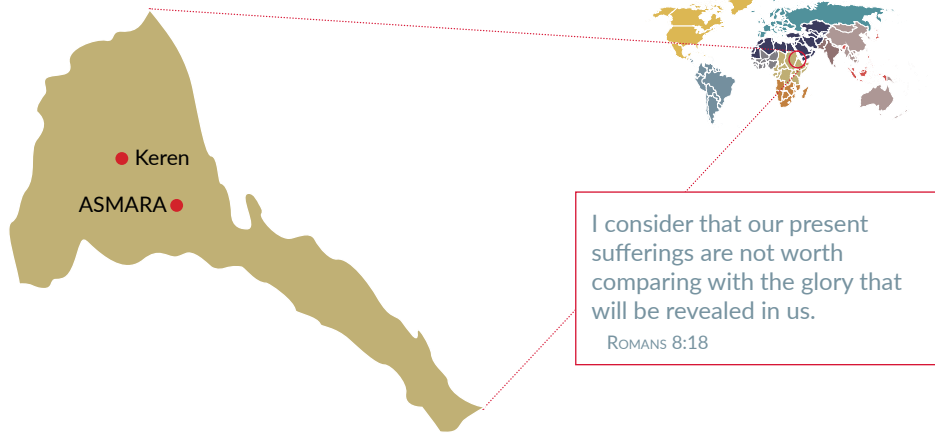 Keren
ASMARA
I consider that our present
sufferings are not worth
comparing with the glory that
will be revealed in us.
Romans 8:18